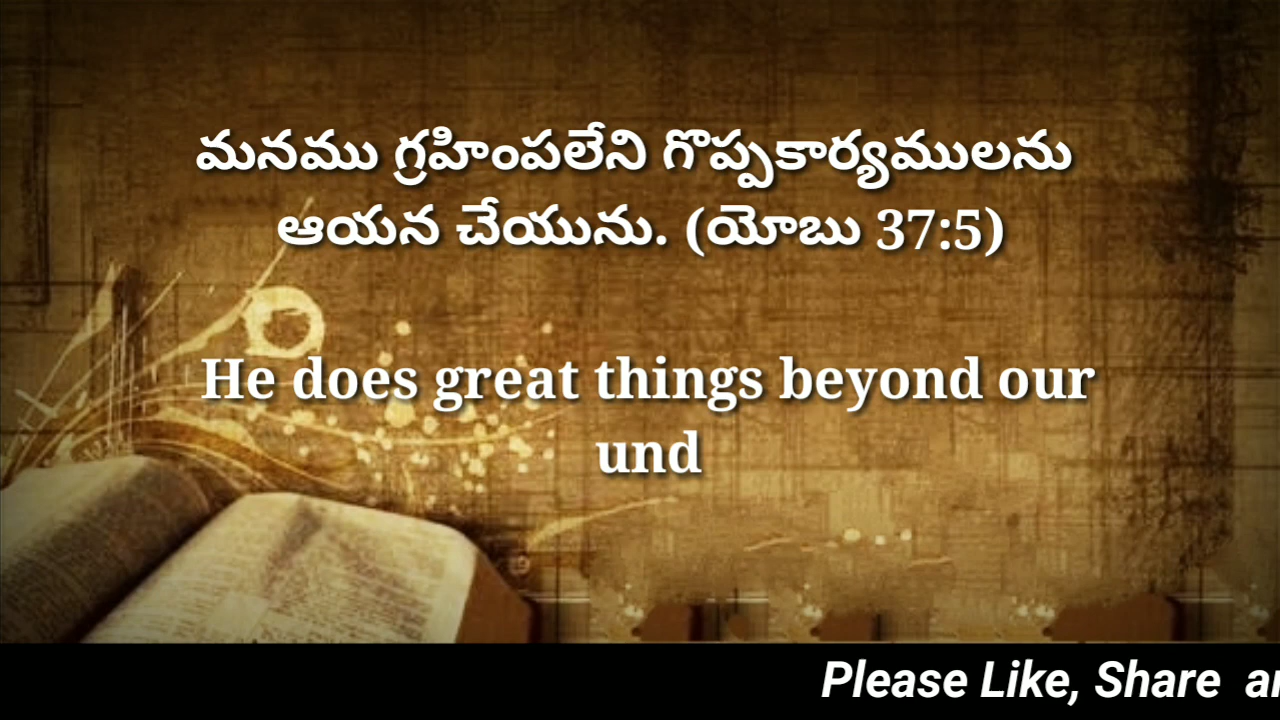 మనము గ్రహింపలేని గొప్పకార్యములను
ఆయన చేయును. (యోబు 37:5)
He does great things beyond our
und
Please Like, Share